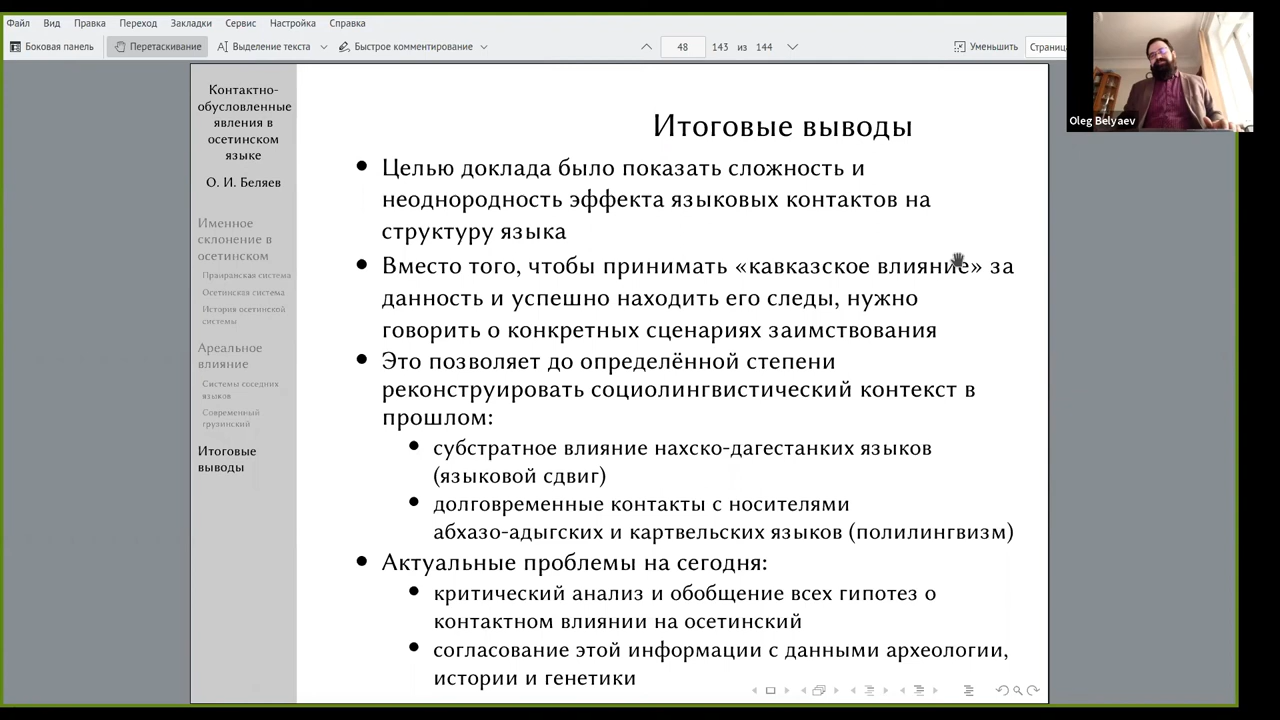 Файл Вид Правка Переход Закладки Сервис Настройка Справка
Боковая панель Перетаскивание Выделение текста Быстрое комментирование 48 143 из 144 Уменьшить Страница
Oleg Belyaev
Контактно-
обусловленные
явления в
осетинском
языке
О. И. Беляев
Именное
склонение в
осетинском
Праиранская система
Осетинская система
История осетинской
системы
Ареальное
влияние
Системы соседних
языков
Современный
грузинский
Итоговые
выводы
Итоговые выводы
• Целью доклада было показать сложность и
неоднородность эффекта языковых контактов на
структуру языка
• Вместо того, чтобы принимать «кавказское влияние» за
данность и успешно находить его следы, нужно
говорить о конкретных сценариях заимствования
• Это позволяет до определённой степени
реконструировать социолингвистический контекст в
прошлом:
• субстратное влияние нахско-дагестанких языков
(языковой сдвиг)
• долговременные контакты с носителями
абхазо-адыгских и картвельских языков (полилингвизм)
• Актуальные проблемы на сегодня:
• критический анализ и обобщение всех гипотез о
контактном влиянии на осетинский
• согласование этой информации с данными археологии,
истории и генетики